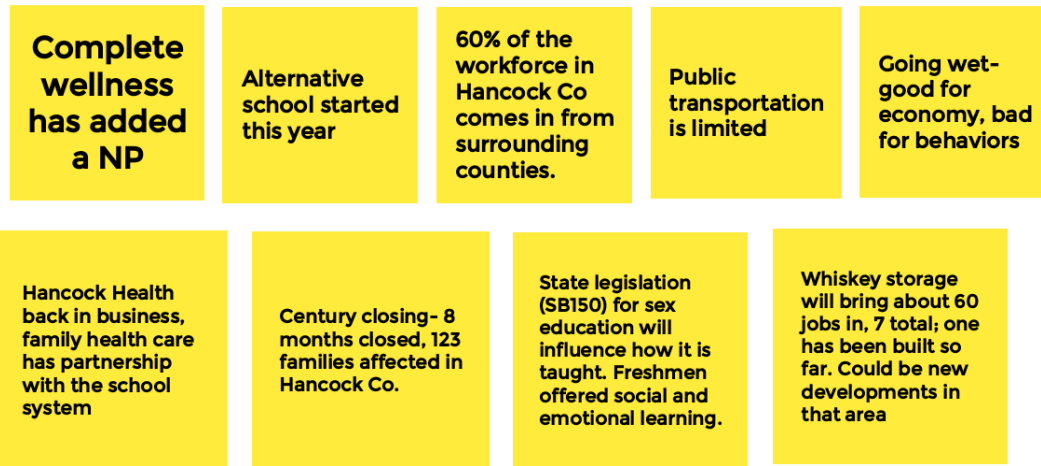 Complete
wellness
has added
a NP
Alternative
school started
this year
60% of the
workforce in
Hancock Co
comes in from
surrounding
counties.
Public
transportation
is limited
Going wet-
good for
economy, bad
for behaviors
Hancock Health
back in business,
family health care
has partnership
with the school
system
Century closing- 8
months closed, 123
families affected in
Hancock Co.
State legislation
(SB150) for sex
education will
influence how it is
taught. Freshmen
offered social and
emotional learning.
Whiskey storage
will bring about 60
jobs in, 7 total; one
has been built so
far. Could be new
developments in
that area